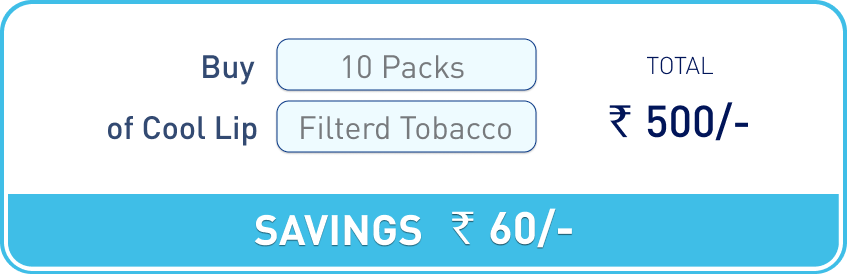 Buy 10 Packs
of Cool Lip Filterd Tobacco
TOTAL
₹ 500/-
SAVINGS ₹ 60/-